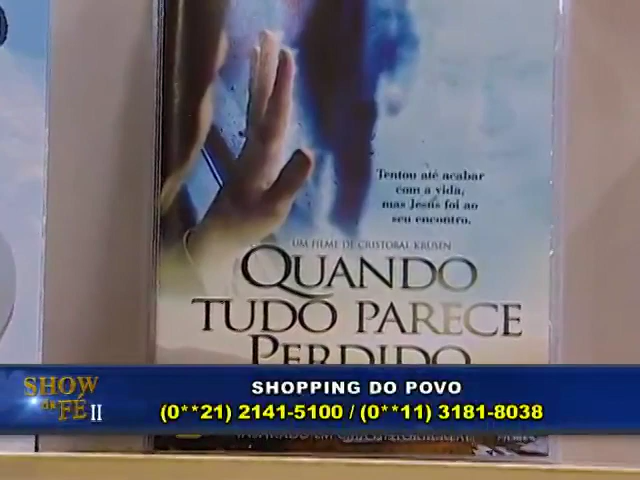 Tentou até acabar
com a vida,
mas Jesus foi ao
seu encontro.
UM FILME DE CRISTOBAL KRUSEN
QUANDO
TUDO PARECE
PERDIDO
SHOW
da FÉ II
SHOPPING DO POVO
(0**21) 2141-5100 / (0**11) 3181-8038